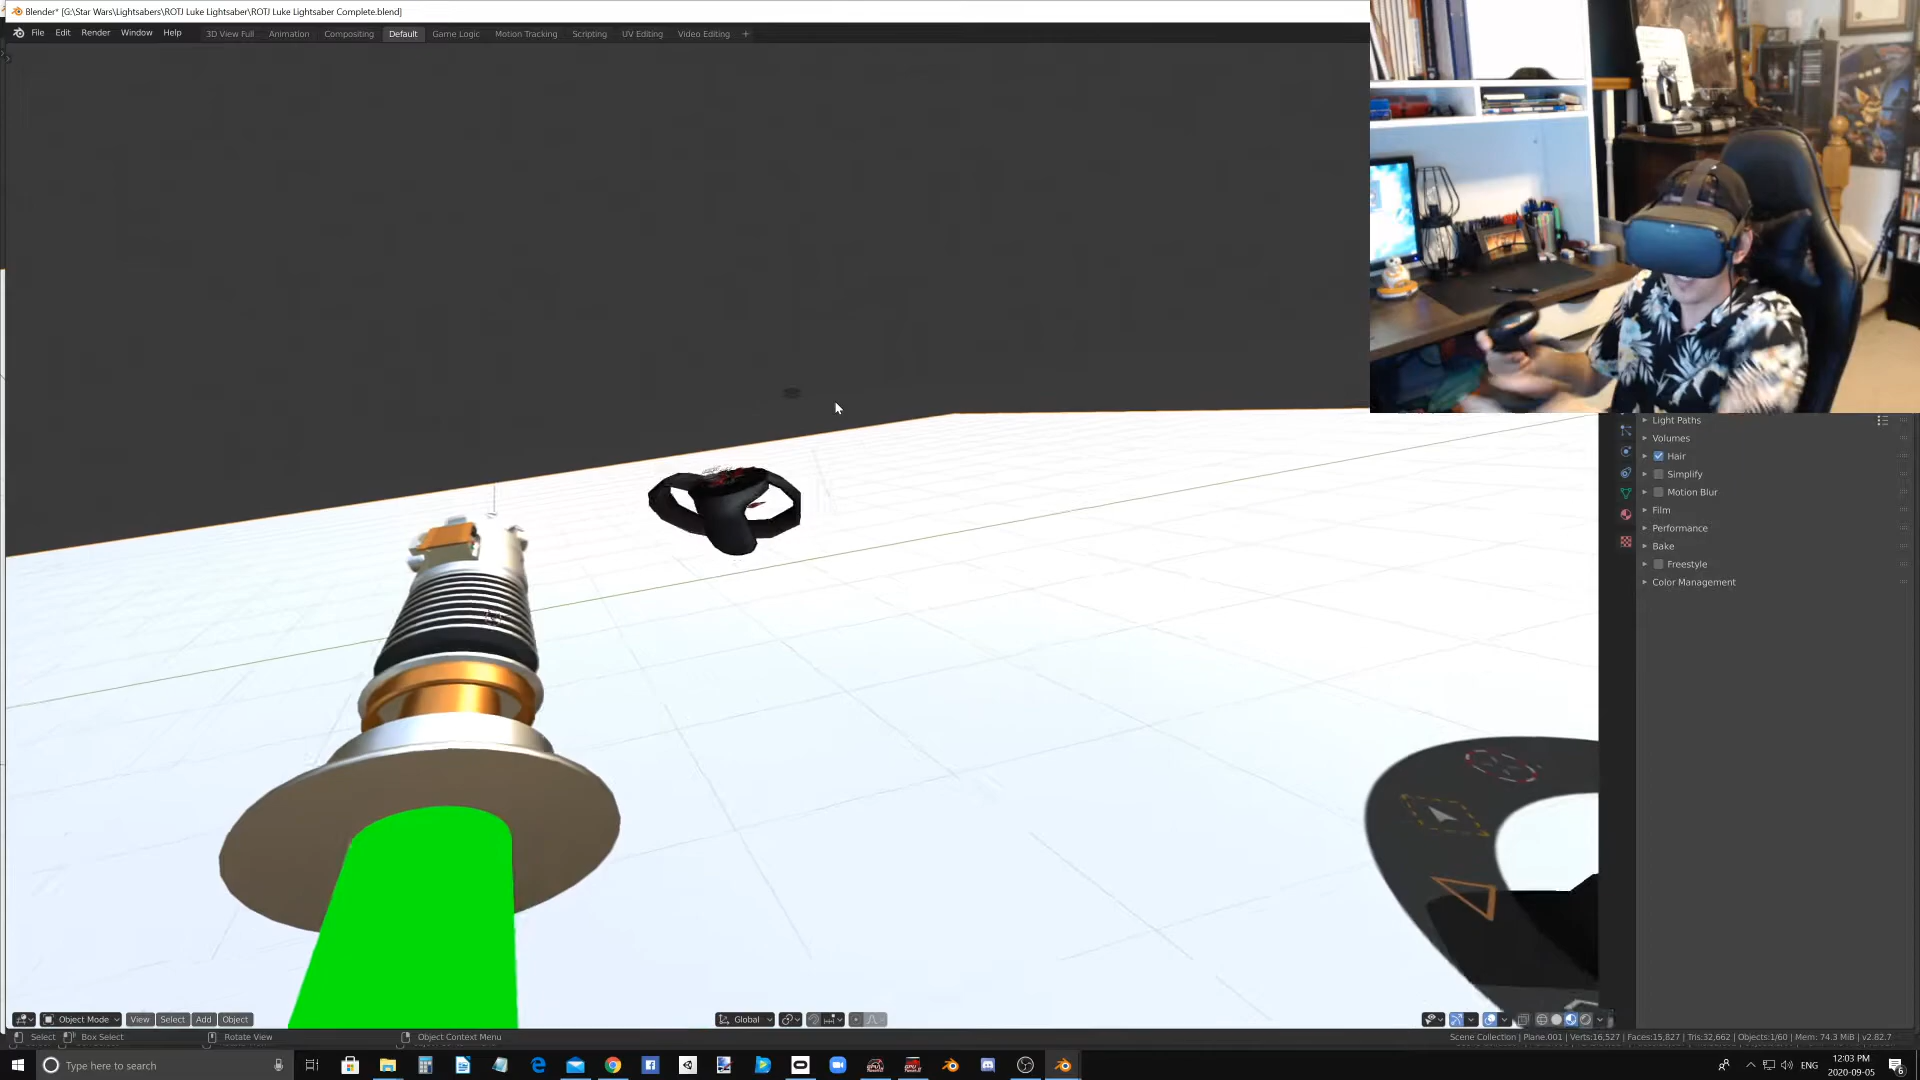 Blender* [G:\Star Wars\Lightsabers\ROTJ Luke Lightsaber\ROTJ Luke Lightsaber Complete.blend]
File Edit Render Window Help 3D View Full Animation Compositing Default Game Logic Motion Tracking Scripting UV Editing Video Editing +
Light Paths
Volumes
Hair
Simplify
Motion Blur
Film
Performance
Bake
Freestyle
Color Management
Object Mode View Select Add Object Global
Select Box Select Rotate View Object Context Menu Scene Collection | Plane.001 | Verts:16,527 | Faces:15,827 | Tris:32,662 | Objects:1/60 | Mem: 74.3 MiB | v2.82.7
Type here to search ENG 12:03 PM
2020-09-05 6